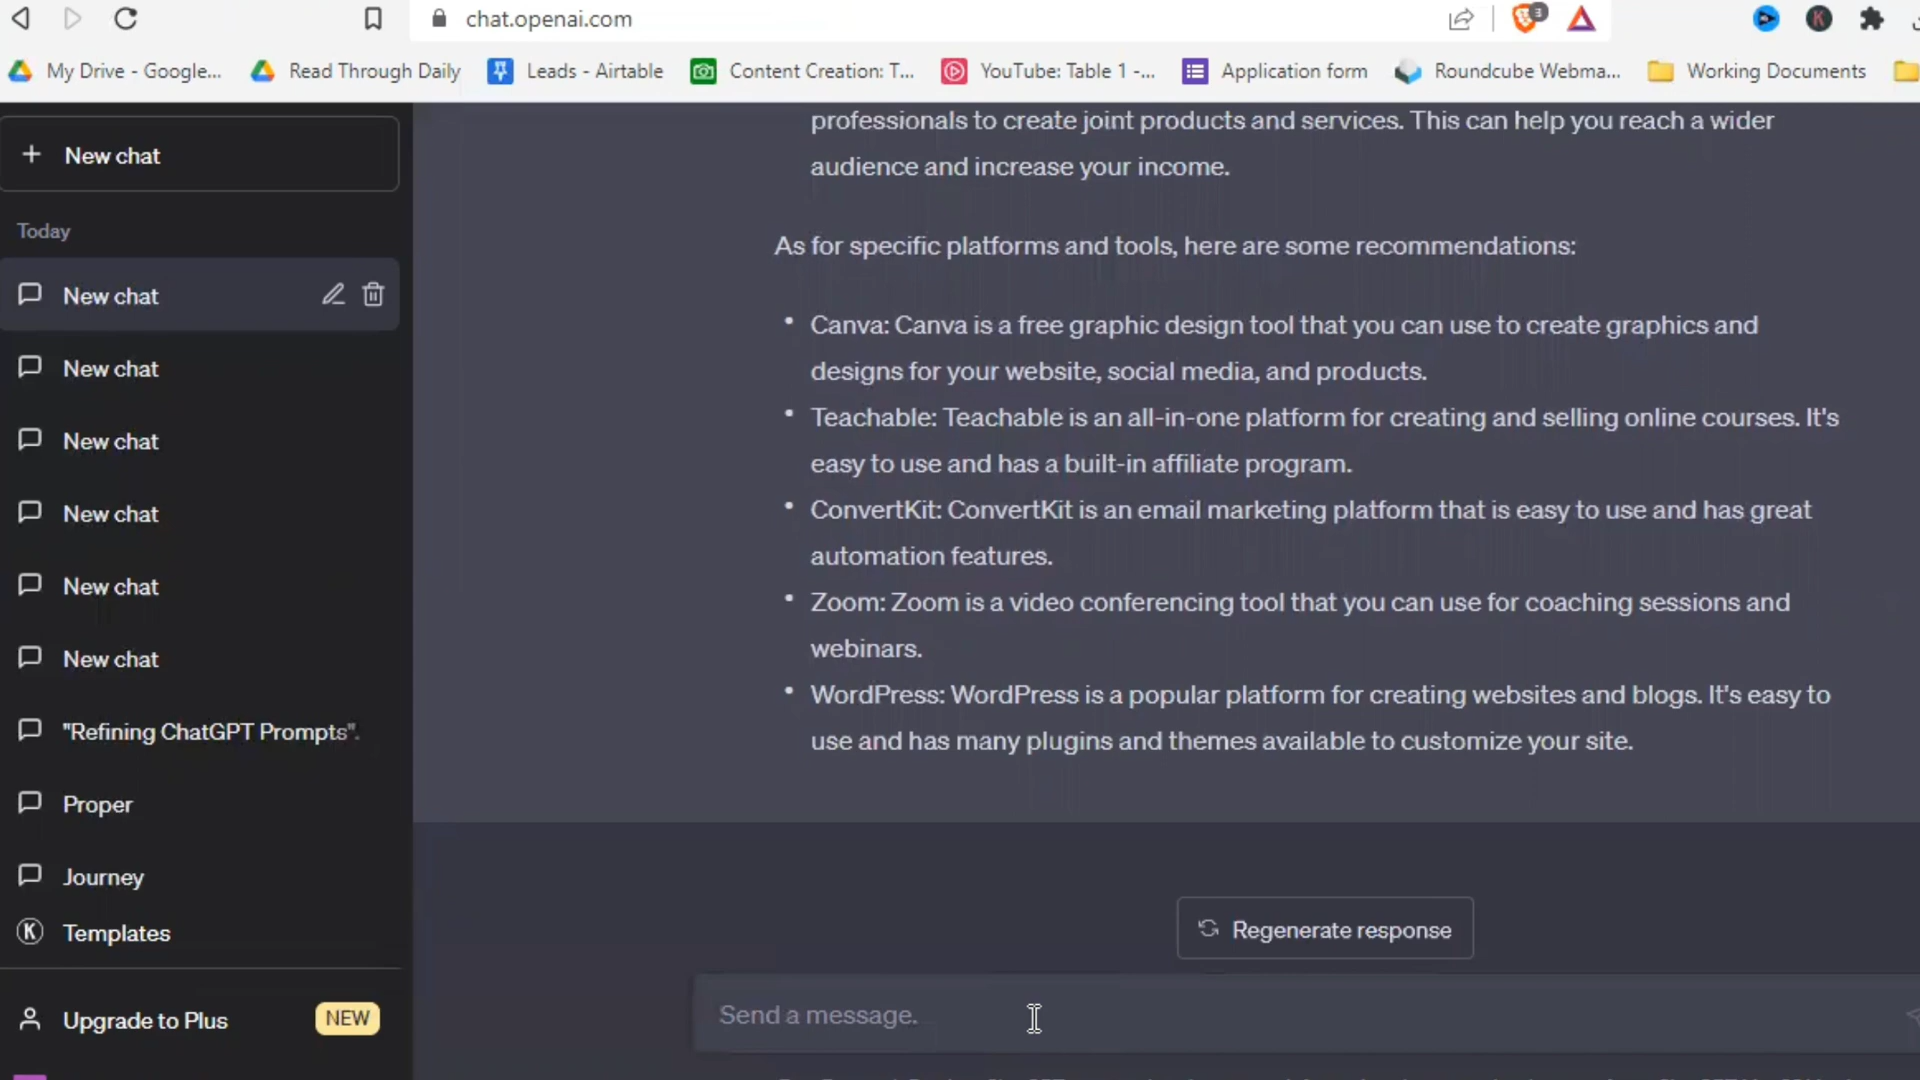 chat.openai.com
3
K
My Drive - Google...
Read Through Daily
Leads - Airtable
Content Creation: T...
YouTube: Table 1 -...
Application form
Roundcube Webma...
Working Documents
New chat
Today
New chat
New chat
New chat
New chat
New chat
New chat
"Refining ChatGPT Prompts".
Proper
Journey
K Templates
Upgrade to Plus NEW
professionals to create joint products and services. This can help you reach a wider
audience and increase your income.
As for specific platforms and tools, here are some recommendations:
• Canva: Canva is a free graphic design tool that you can use to create graphics and
designs for your website, social media, and products.
• Teachable: Teachable is an all-in-one platform for creating and selling online courses. It's
easy to use and has a built-in affiliate program.
• ConvertKit: ConvertKit is an email marketing platform that is easy to use and has great
automation features.
• Zoom: Zoom is a video conferencing tool that you can use for coaching sessions and
webinars.
• WordPress: WordPress is a popular platform for creating websites and blogs. It's easy to
use and has many plugins and themes available to customize your site.
Regenerate response
Send a message.